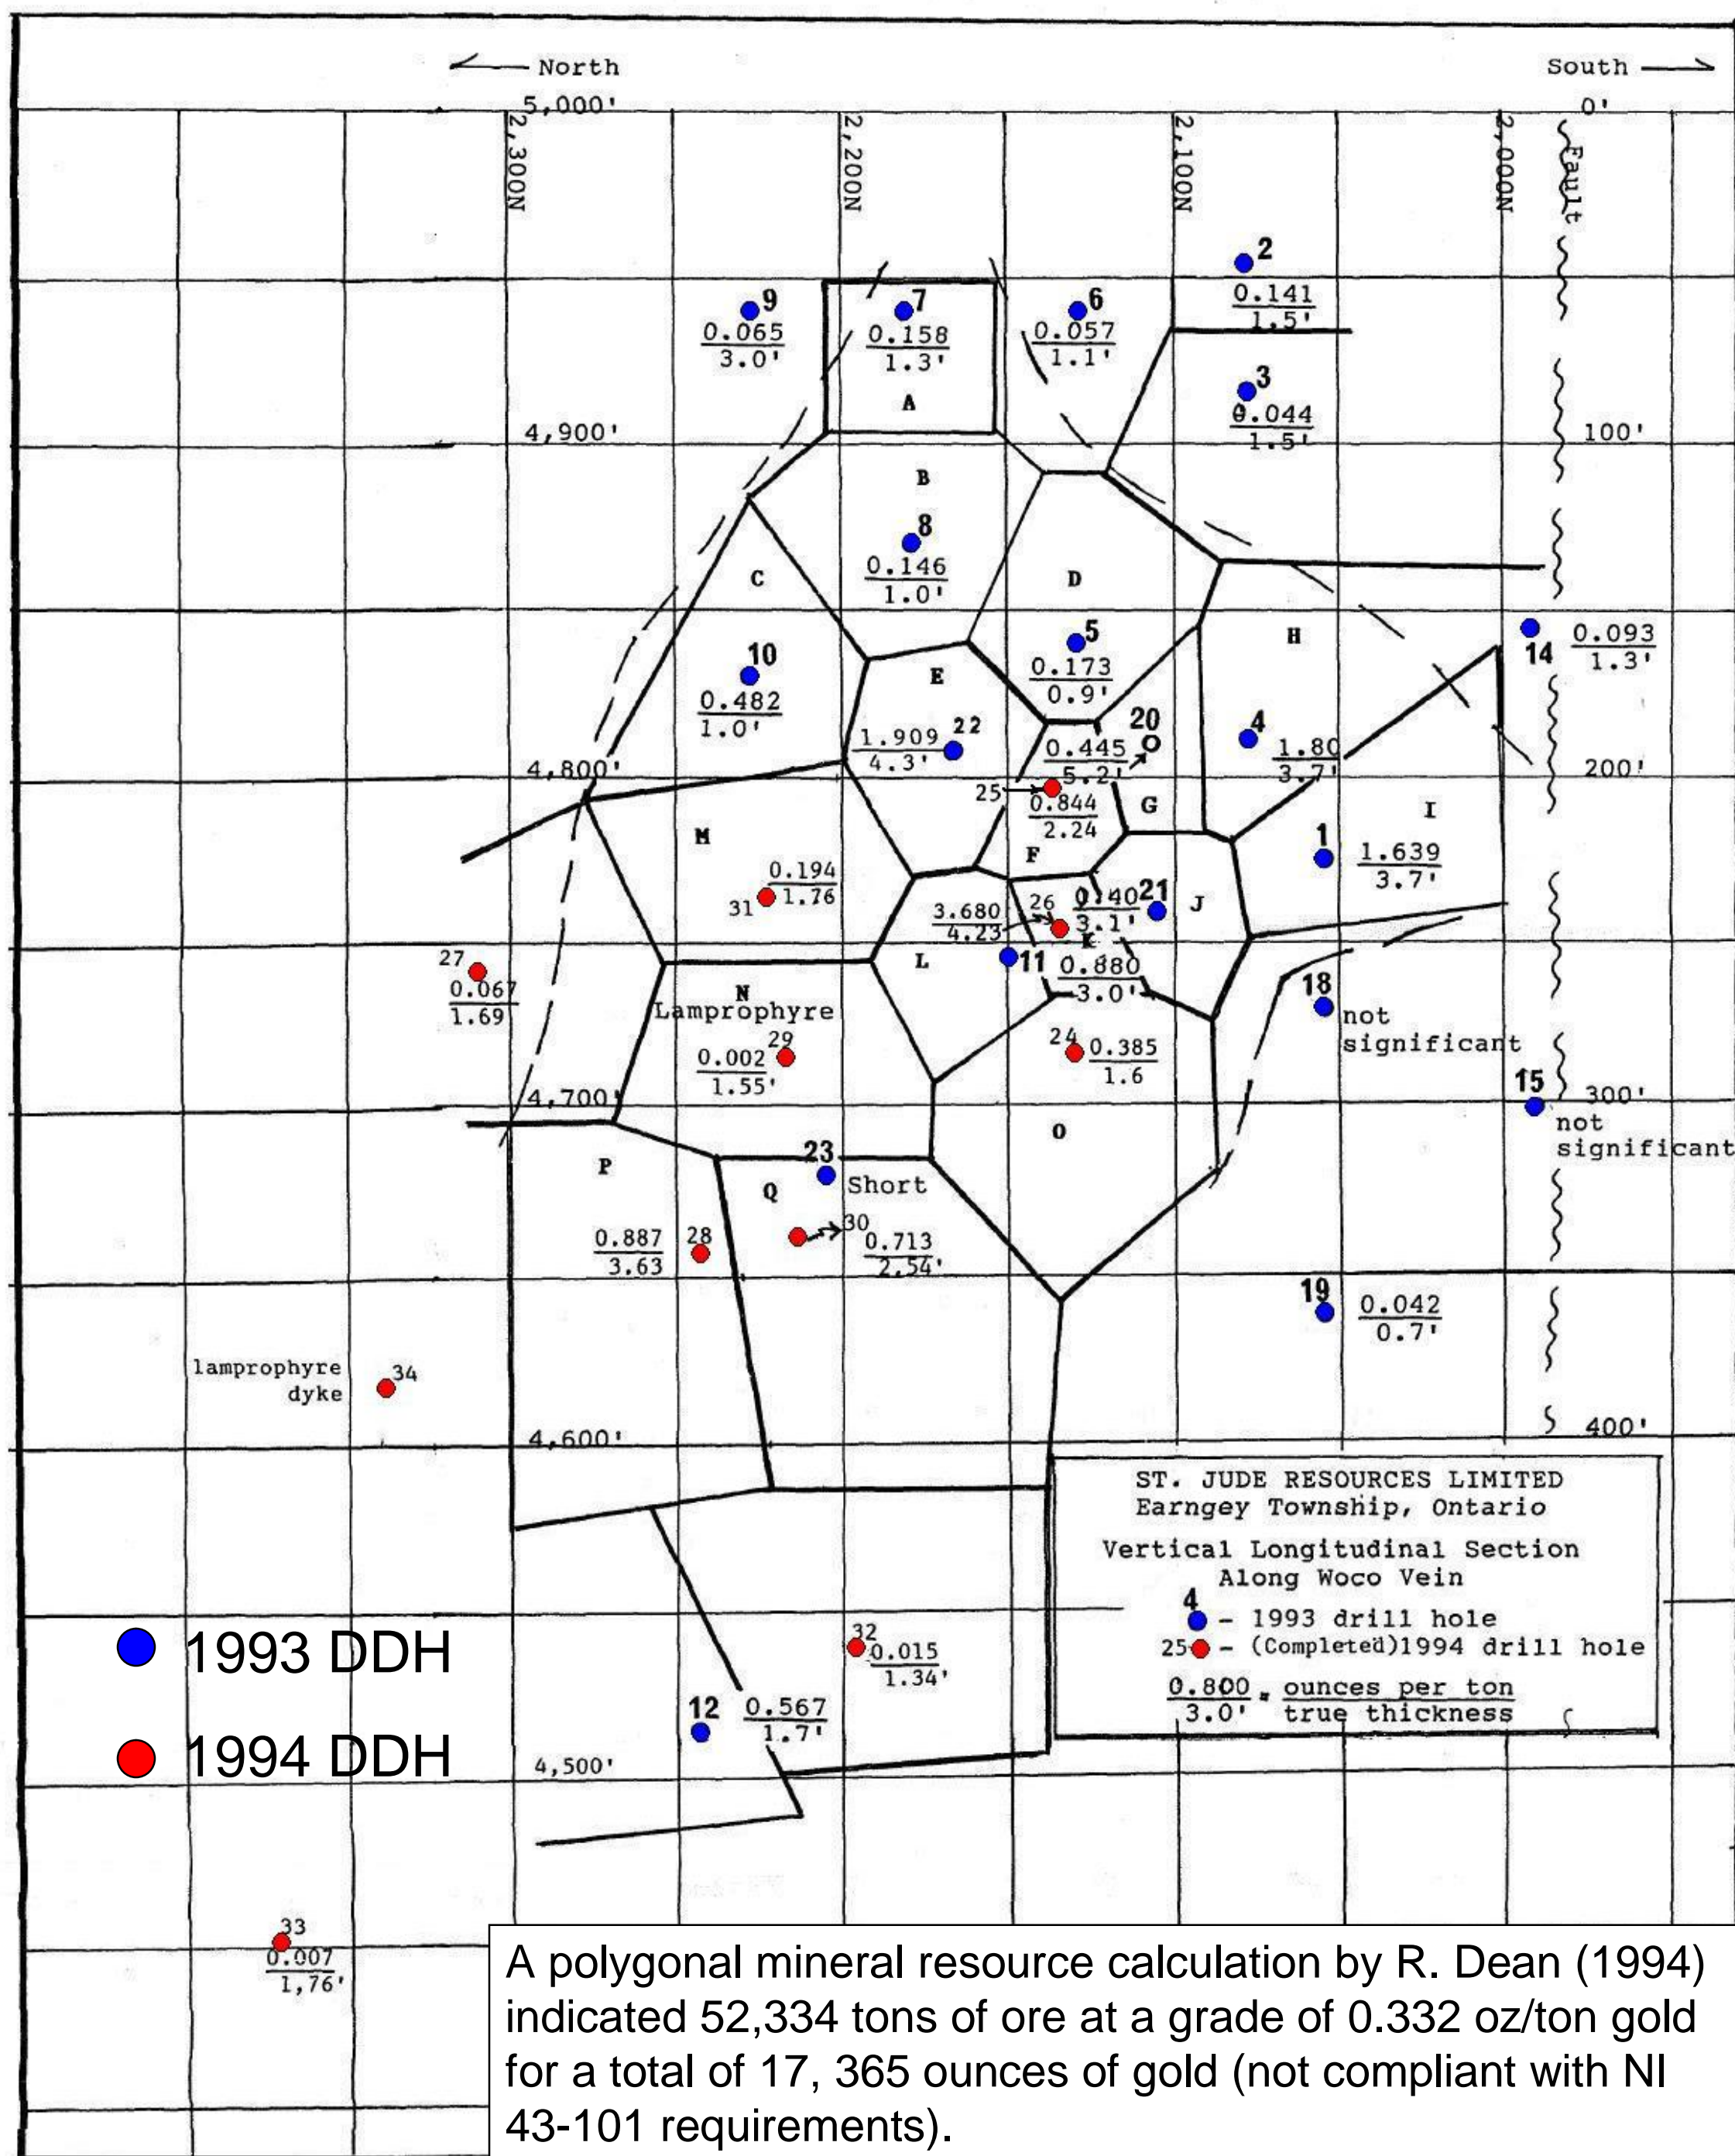 North
South
5,000'
0'
2,300N
2,200N
2,100N
2,000N
Fault
2
0.141
1.5'
9
0.065
3.0'
7
0.158
1.3'
6
0.057
1.1'
3
0.044
1.5'
A
4,900'
100'
B
8
0.146
1.0'
C
D
H
5
0.173
0.9'
14
0.093
1.3'
10
0.482
1.0'
E
22
1.909
4.3'
20
0.445
5.2'
4
1.80
3.7'
4,800'
200'
25
0.844
2.24
G
I
M
F
1
1.639
3.7'
0.194
1.76
31
3.680
4.23
26
0.40
3.1'
21
J
K
27
0.067
1.69
L
11
0.880
3.0'
N
Lamprophyre
18
not
significant
29
0.002
1.55'
24
0.385
1.6
4,700'
300'
15
not
significant
O
P
23
Short
Q
30
0.713
2.54'
0.887
3.63
28
19
0.042
0.7'
lamprophyre
dyke
34
4,600'
400'
ST. JUDE RESOURCES LIMITED
Earngey Township, Ontario
Vertical Longitudinal Section
Along Woco Vein
4
- 1993 drill hole
25 - (Completed)1994 drill hole
0.800 = ounces per ton
3.0' true thickness
1993 DDH
1994 DDH
32
0.015
1.34'
12
0.567
1.7'
4,500'
33
0.007
1,76'
A polygonal mineral resource calculation by R. Dean (1994)
indicated 52,334 tons of ore at a grade of 0.332 oz/ton gold
for a total of 17, 365 ounces of gold (not compliant with NI
43-101 requirements).